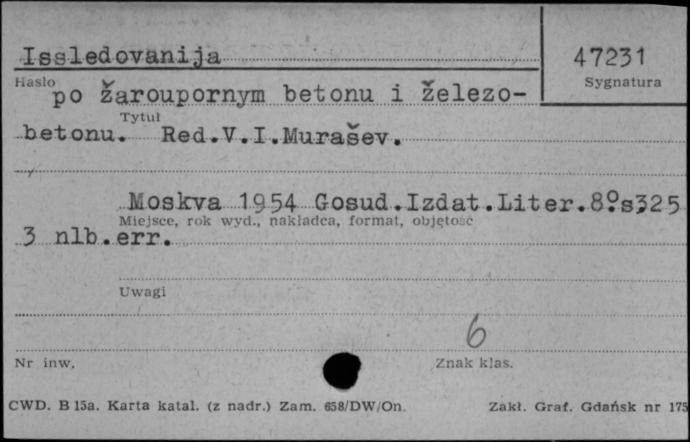 Issledovanija
47231
Hasło
Sygnatura
po žaroupornym betonu i železo-
Tytuł
betonu. Red.V.I.Murašev.
Moskva 1954 Gosud.Izdat.Liter.8º.s325
Miejsce, rok wyd., nakładca, format, objętość
3 nlb.err.
Uwagi
6
Nr inw.
Znak klas.
CWD. B 15a. Karta katal. (z nadr.) Zam. 658/DW/On.
Zakł. Graf. Gdańsk nr 175